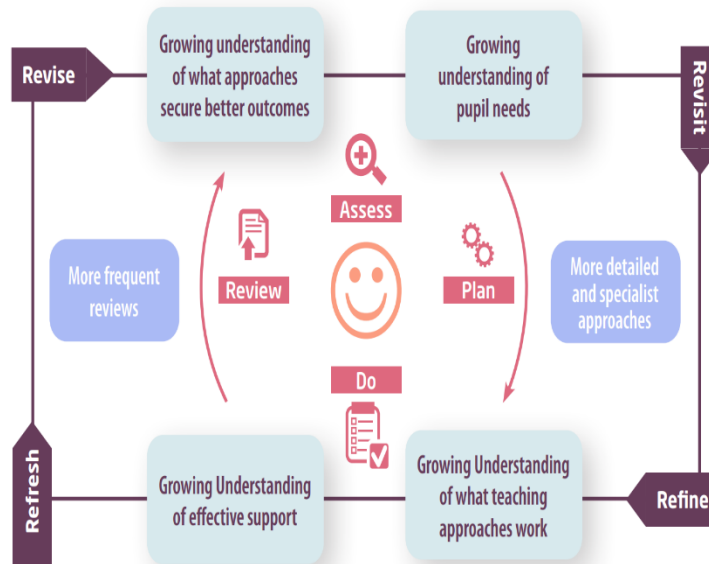 Revise
Growing understanding
of what approaches
secure better outcomes
Growing
understanding of
pupil needs
Revisit
Assess
More frequent
reviews
Review
Plan
More detailed
and specialist
approaches
Do
Refresh
Growing Understanding
of effective support
Growing Understanding
of what teaching
approaches work
Refine